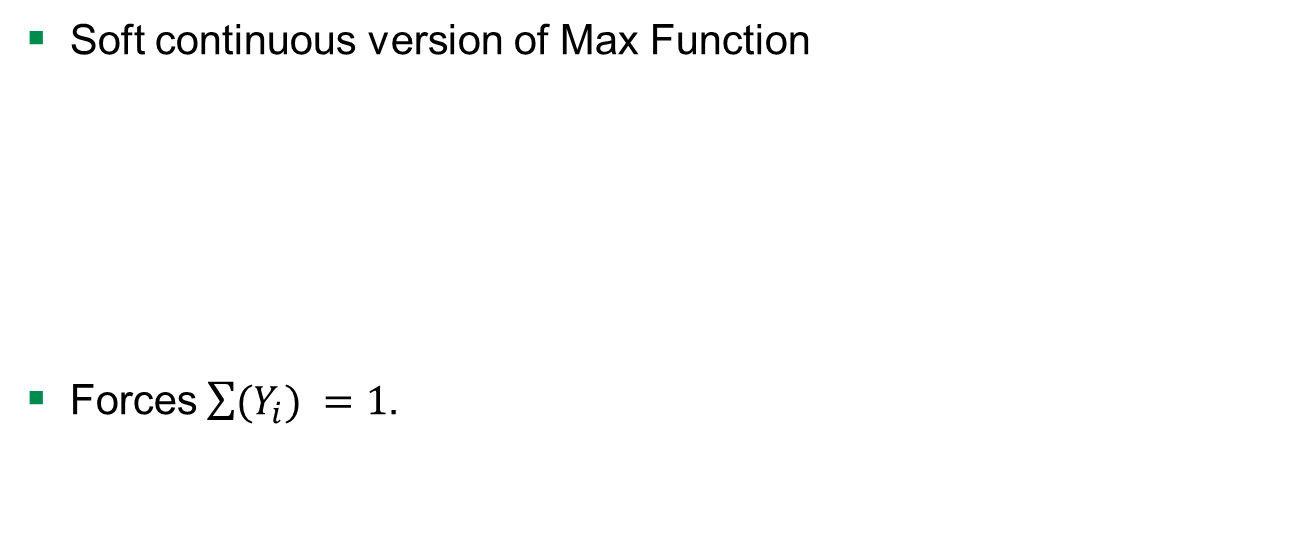 ▪ Soft continuous version of Max Function
▪ Forces ∑(Yᵢ) = 1.